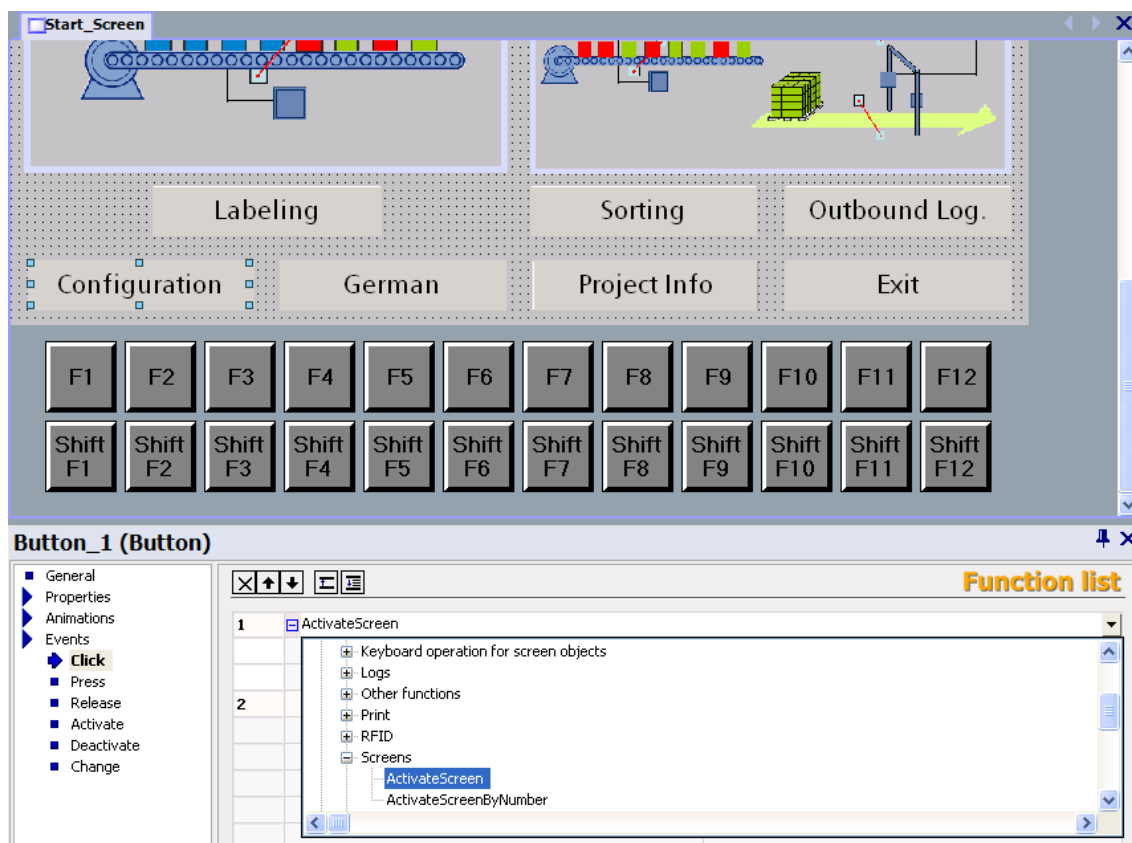 Start_Screen
Labeling Sorting Outbound Log.
Configuration German Project Info Exit
F1 F2 F3 F4 F5 F6 F7 F8 F9 F10 F11 F12
Shift F1 Shift F2 Shift F3 Shift F4 Shift F5 Shift F6 Shift F7 Shift F8 Shift F9 Shift F10 Shift F11 Shift F12
Button_1 (Button)
General
Properties
Animations
Events
Click
Press
Release
Activate
Deactivate
Change
Function list
1 ActivateScreen
Keyboard operation for screen objects
Logs
Other functions
2
Print
RFID
Screens
ActivateScreen
ActivateScreenByNumber